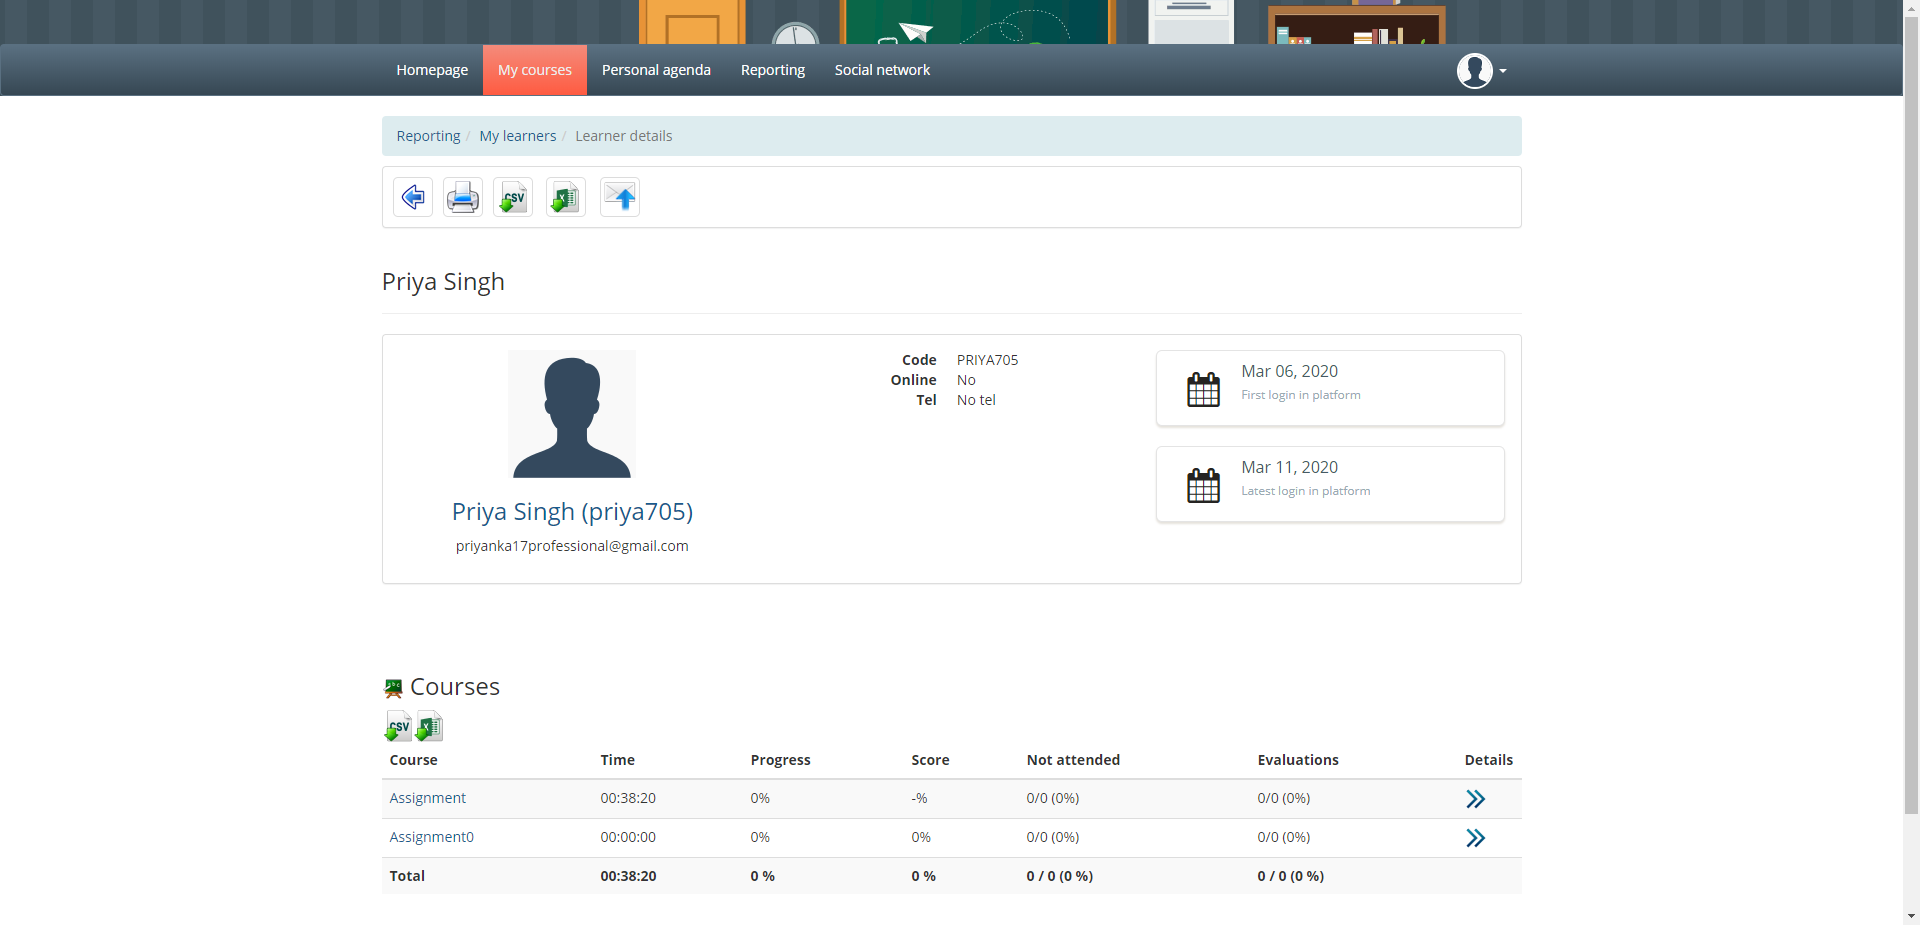 Homepage My courses Personal agenda Reporting Social network
Reporting / My learners / Learner details
CSV X
Priya Singh
Code PRIYA705
Online No
Tel No tel
Mar 06, 2020
First login in platform
Mar 11, 2020
Latest login in platform
Priya Singh (priya705)
priyanka17professional@gmail.com
abc Courses
CSV X
Course Time Progress Score Not attended Evaluations Details
Assignment 00:38:20 0% -% 0/0 (0%) 0/0 (0%)
Assignment0 00:00:00 0% 0% 0/0 (0%) 0/0 (0%)
Total 00:38:20 0 % 0 % 0 / 0 (0 %) 0 / 0 (0 %)